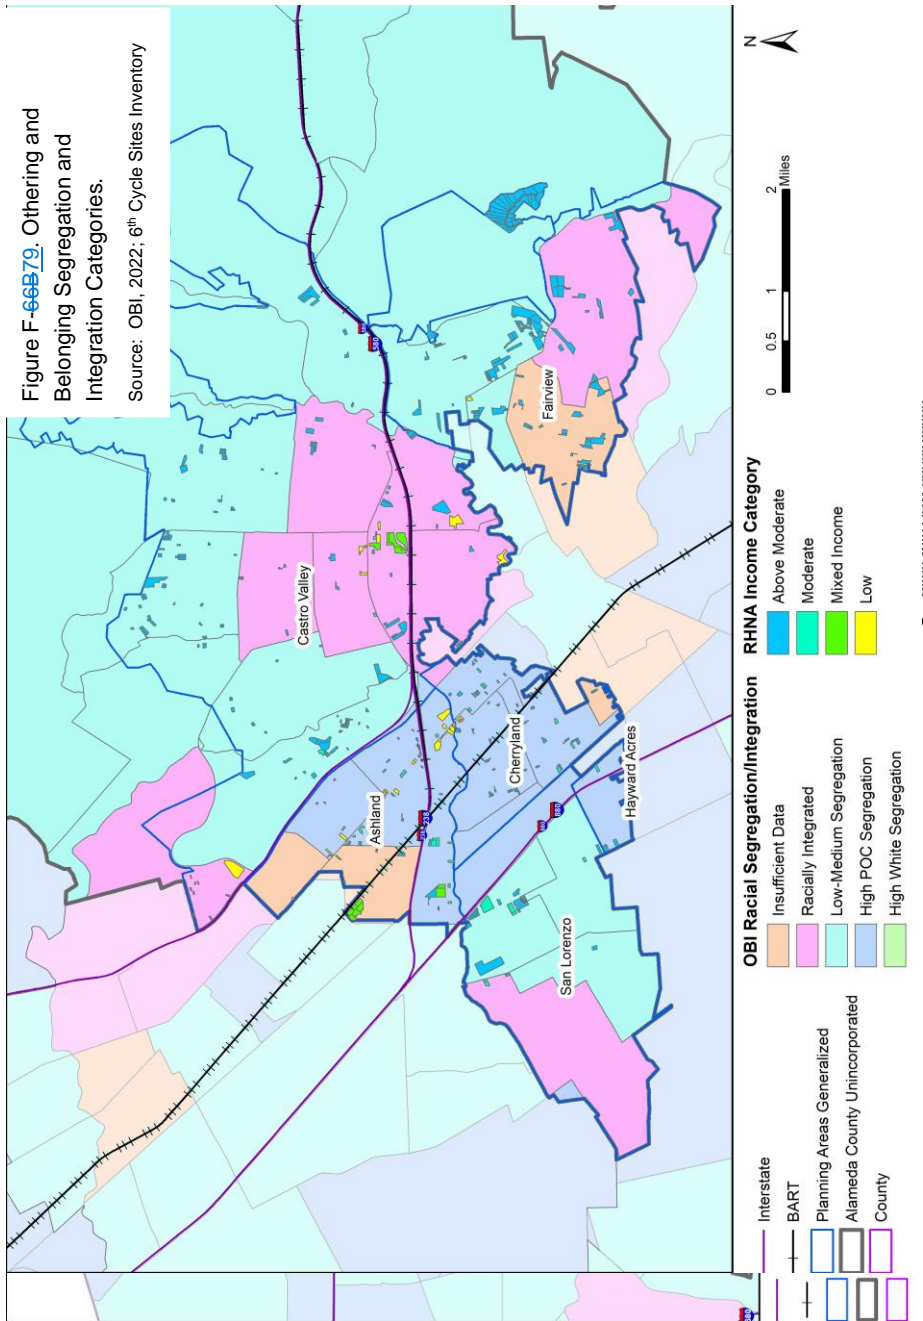 Figure F-66B79. Othering and
Belonging Segregation and
Integration Categories.
Source: OBI, 2022; 6th Cycle Sites Inventory
N
Castro Valley
Ashland
Cherryland
Fairview
San Lorenzo
Hayward Acres
580
238
880
580
0 0.5 1 2
Miles
Interstate
BART
Planning Areas Generalized
Alameda County Unincorporated
County
OBI Racial Segregation/Integration
Insufficient Data
Racially Integrated
Low-Medium Segregation
High POC Segregation
High White Segregation
RHNA Income Category
Above Moderate
Moderate
Mixed Income
Low